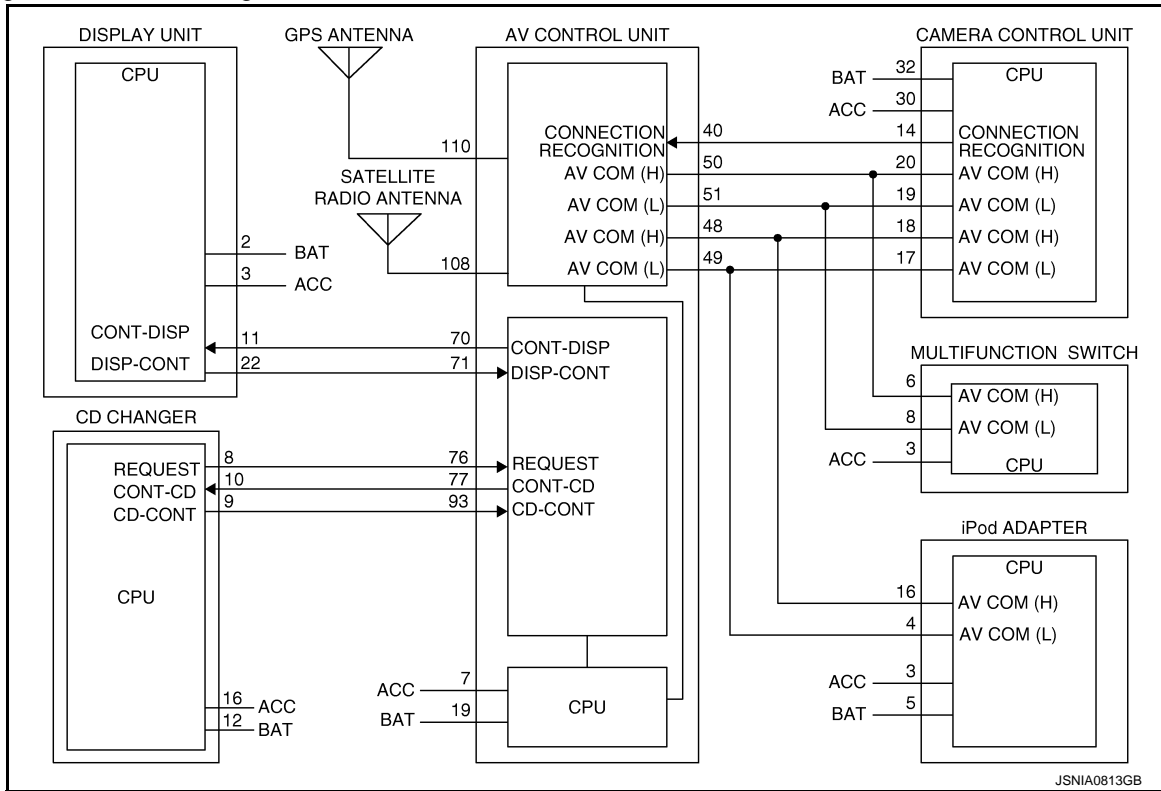 DISPLAY UNIT
CPU
2
BAT
3
ACC
CONT-DISP
11
DISP-CONT
22
CD CHANGER
REQUEST
8
CONT-CD
10
CD-CONT
9
CPU
16
ACC
12
BAT
GPS ANTENNA
SATELLITE
RADIO ANTENNA
AV CONTROL UNIT
110
108
CONNECTION
RECOGNITION
40
AV COM (H)
50
AV COM (L)
51
AV COM (H)
48
AV COM (L)
49
70
CONT-DISP
71
DISP-CONT
76
REQUEST
77
CONT-CD
93
CD-CONT
ACC
7
BAT
19
CPU
CAMERA CONTROL UNIT
CPU
BAT
32
ACC
30
14
CONNECTION
RECOGNITION
20
AV COM (H)
19
AV COM (L)
18
AV COM (H)
17
AV COM (L)
MULTIFUNCTION SWITCH
6
AV COM (H)
8
AV COM (L)
ACC
3
CPU
iPod ADAPTER
CPU
16
AV COM (H)
4
AV COM (L)
ACC
3
BAT
5
JSNIA0813GB